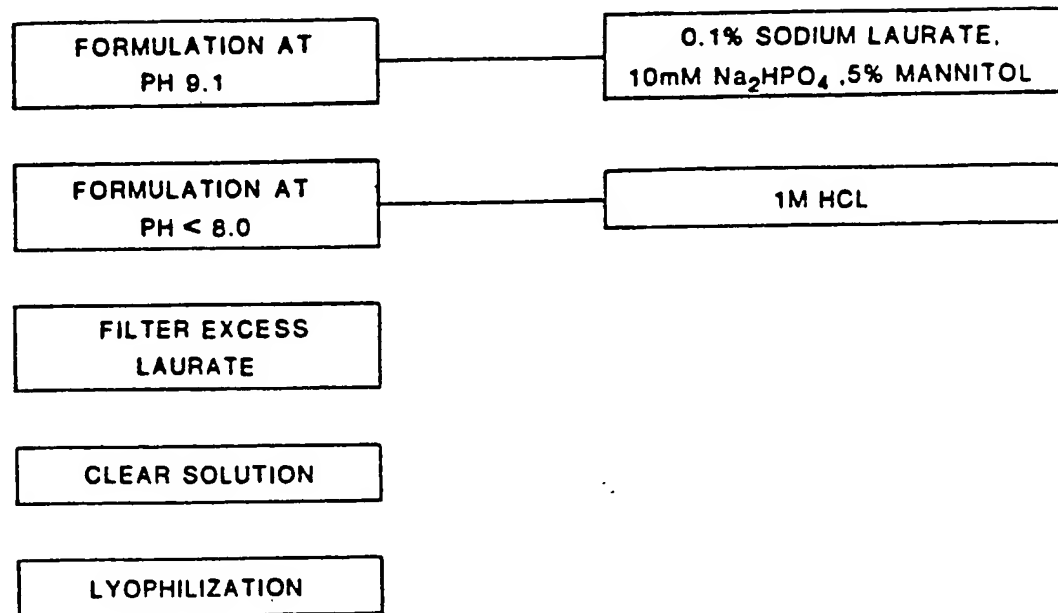 FORMULATION AT
PH 9.1
0.1% SODIUM LAURATE,
10mM Na₂HPO₄ ,5% MANNITOL
FORMULATION AT
PH < 8.0
1M HCL
FILTER EXCESS
LAURATE
CLEAR SOLUTION
LYOPHILIZATION